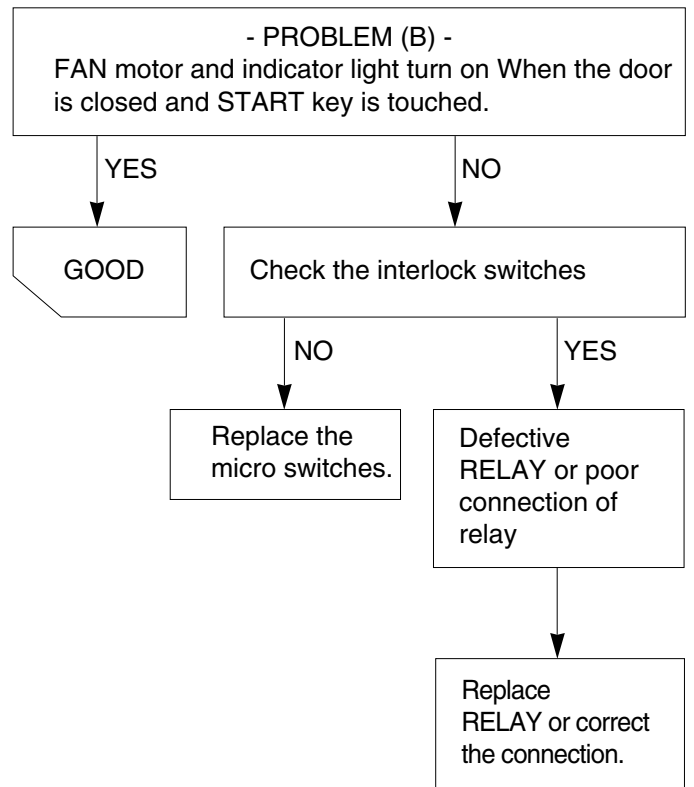 - PROBLEM (B) -
FAN motor and indicator light turn on When the door
is closed and START key is touched.
YES
NO
GOOD
Check the interlock switches
NO
YES
Replace the
micro switches.
Defective
RELAY or poor
connection of
relay
Replace
RELAY or correct
the connection.